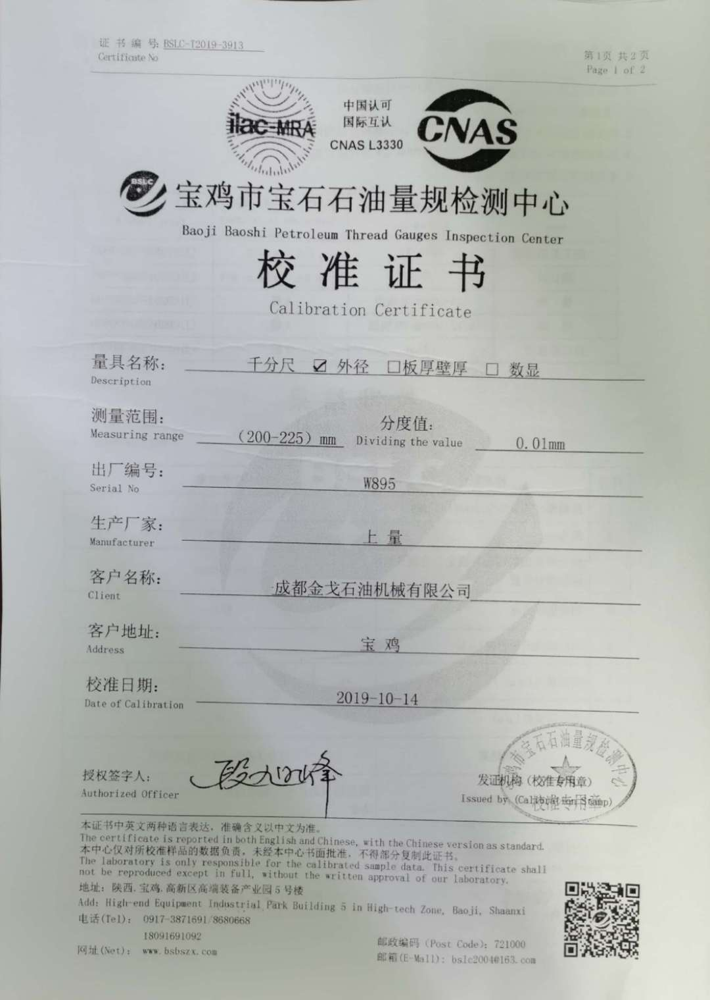 证 书 编 号: BSLC-T2019-3913
Certificate No
第1页 共2页
Page 1 of 2
ilac-MRA
中国认可
国际互认
CNAS L3330
CNAS
BSLC
宝鸡市宝石石油量规检测中心
Baoji Baoshi Petroleum Thread Gauges Inspection Center
校准证书
Calibration Certificate
量具名称: 千分尺 ☑ 外径 □板厚壁厚 □ 数显
Description
测量范围: 分度值:
Measuring range (200-225) mm Dividing the value 0.01mm
出厂编号:
Serial No W895
生产厂家:
Manufacturer 上 量
客户名称:
Client 成都金戈石油机械有限公司
客户地址:
Address 宝 鸡
校准日期:
Date of Calibration 2019-10-14
宝鸡市宝石石油量规检测中心
校准专用章
授权签字人: 发证机构 (校准专用章)
Authorized Officer Issued by (Calibration Stamp)
本证书中英文两种语言表达, 准确含义以中文为准。
The certificate is reported in both English and Chinese, with the Chinese version as standard.
本中心仅对所校准样品的数据负责, 未经本中心书面批准, 不得部分复制此证书。
The laboratory is only responsible for the calibrated sample data. This certificate shall
not be reproduced except in full, without the written approval of our laboratory.
地址: 陕西.宝鸡.高新区高端装备产业园5号楼
Add: High-end Equipment Industrial Park Building 5 in High-tech Zone, Baoji, Shaanxi
电话(Tel): 0917-3871691/8680668
18091691092
网址(Net): www.bsbszx.com
邮政编码 (Post Code): 721000
邮箱(E-Mall): bslc2004@163.com